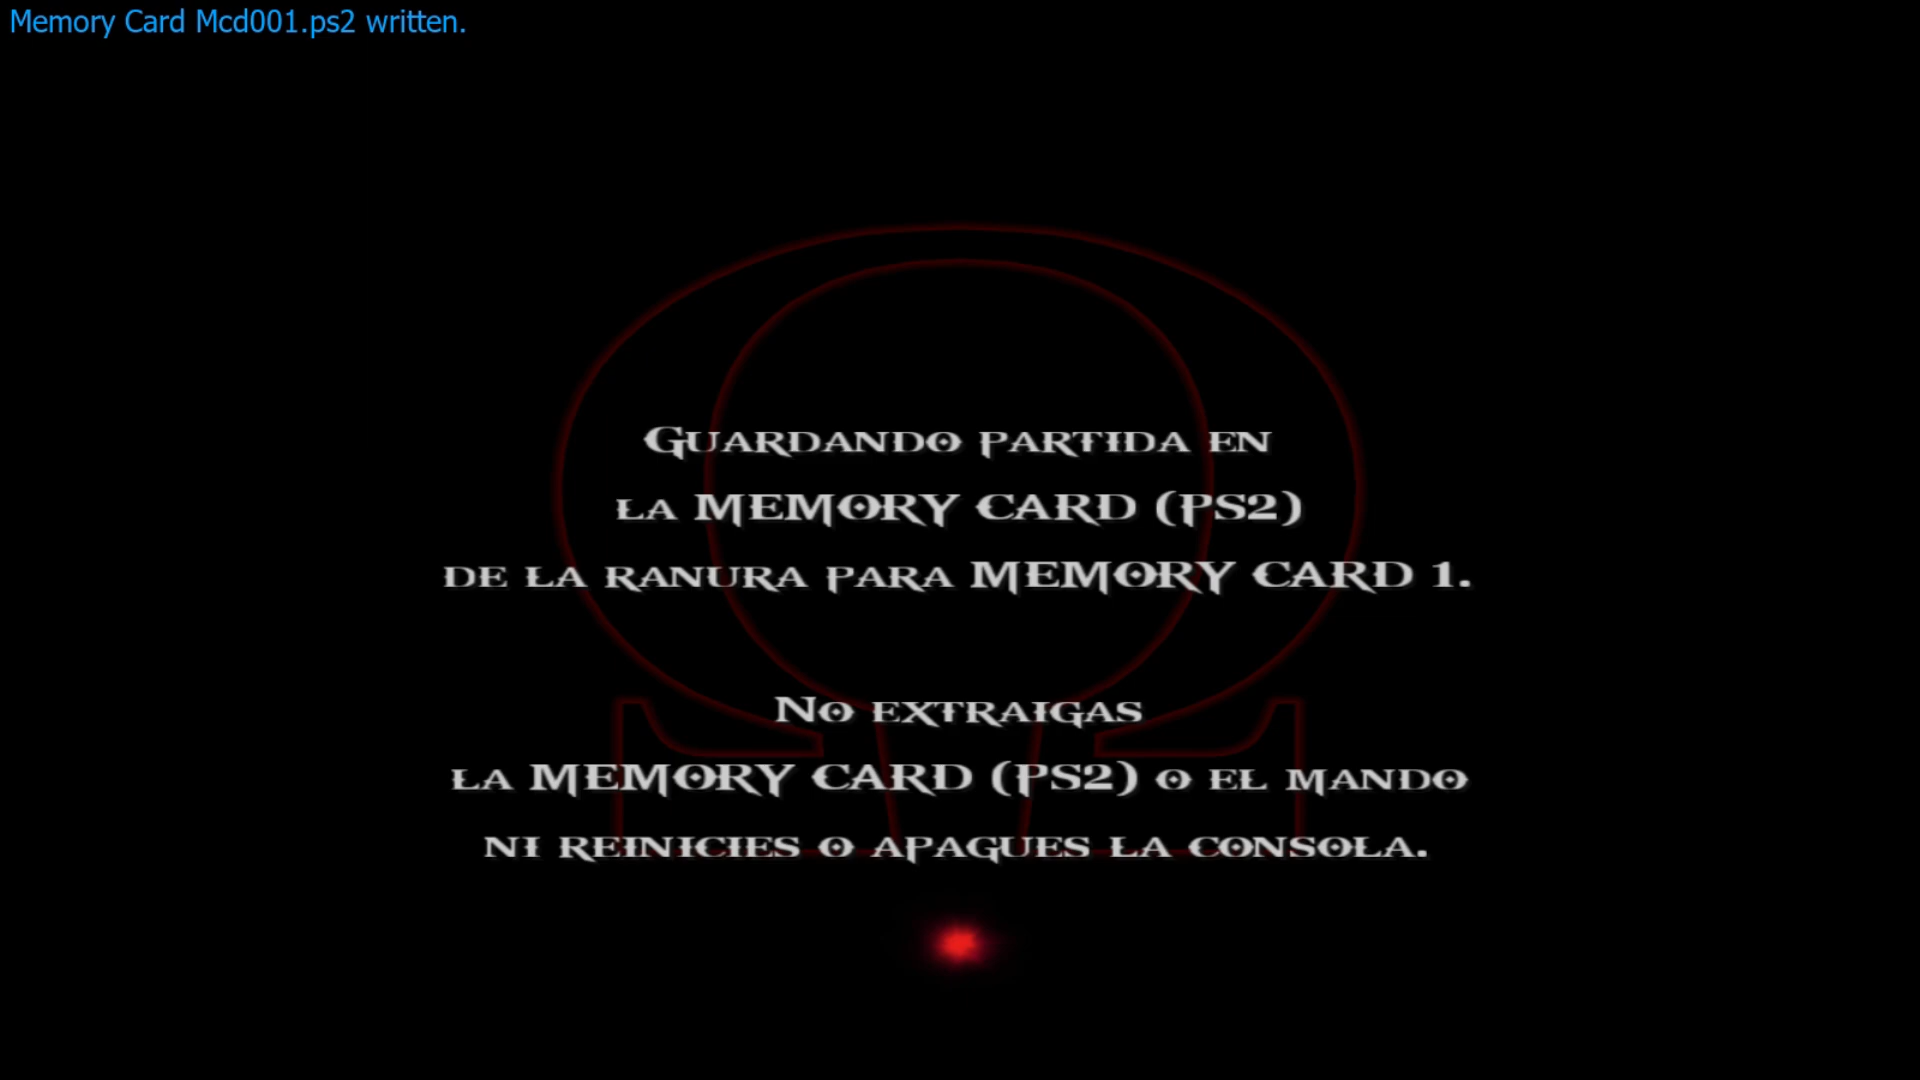 Memory Card Mcd001.ps2 written.
Guardando partida en
la MEMORY CARD (PS2)
de la ranura para MEMORY CARD 1.
No extraigas
la MEMORY CARD (PS2) o el mando
ni reinicies o apagues la consola.